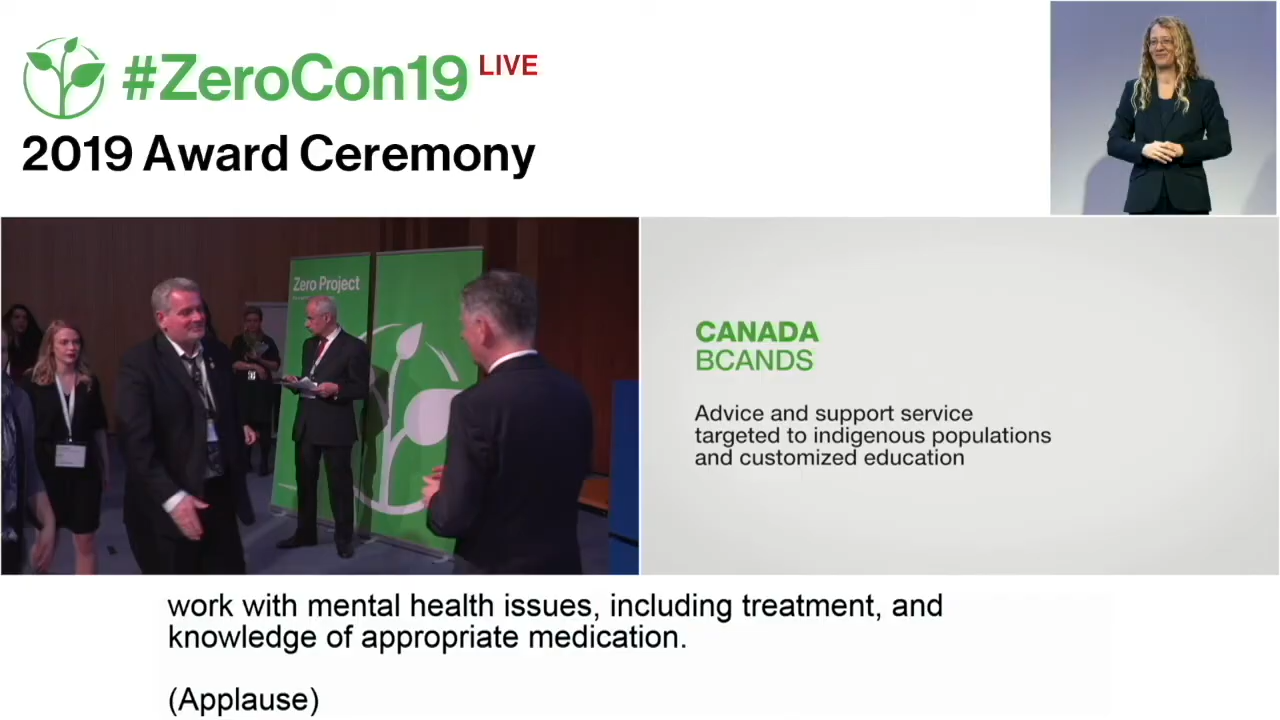 #ZeroCon19 LIVE
2019 Award Ceremony
Zero Project
CANADA
BCANDS
Advice and support service
targeted to indigenous populations
and customized education
work with mental health issues, including treatment, and
knowledge of appropriate medication.
(Applause)